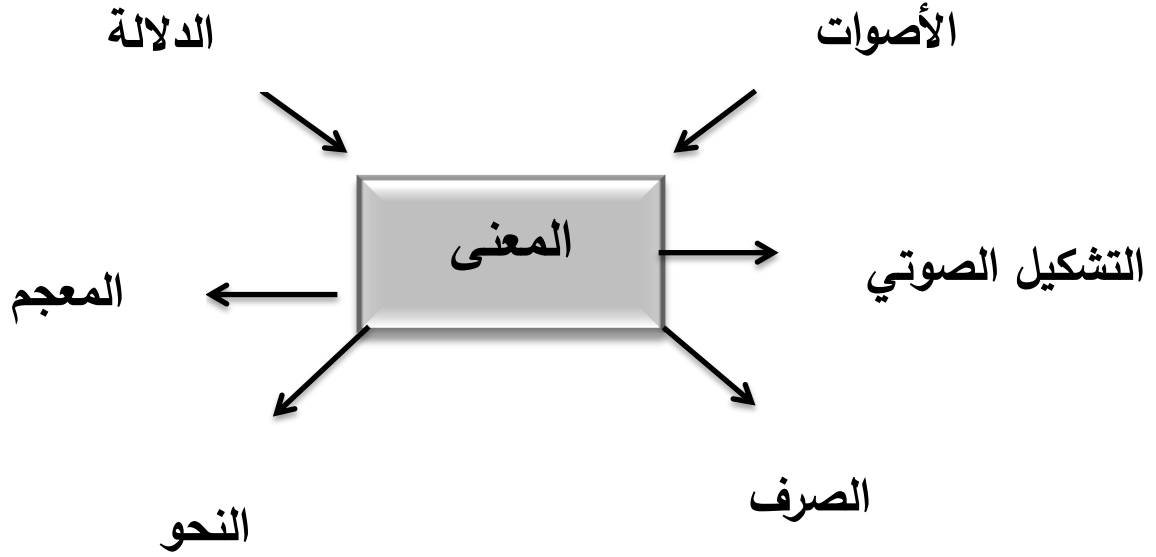 الأصوات
الدلالة
المعنى
التشكيل الصوتي
المعجم
الصرف
النحو